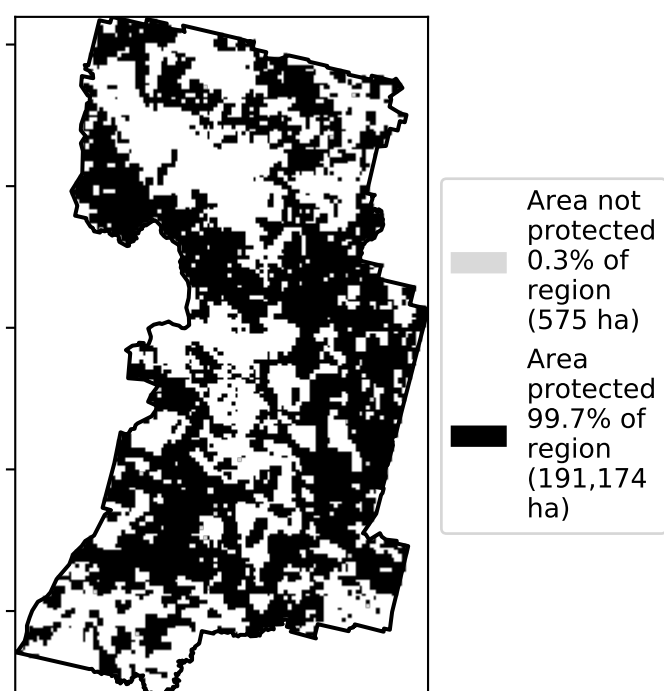 Area not
protected
0.3% of
region
(575 ha)
Area
protected
99.7% of
region
(191,174
ha)